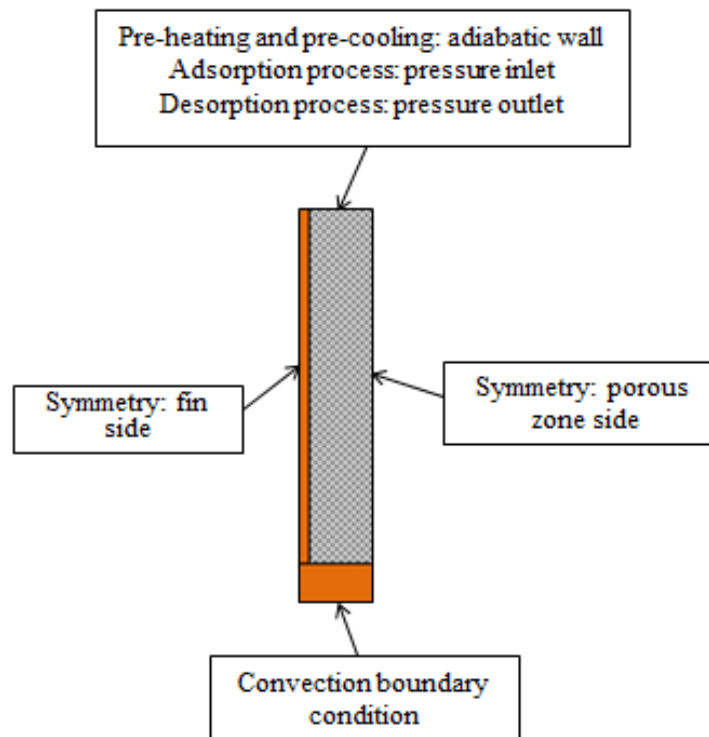 Pre-heating and pre-cooling: adiabatic wall
Adsorption process: pressure inlet
Desorption process: pressure outlet
Symmetry: fin
side
Symmetry: porous
zone side
Convection boundary
condition